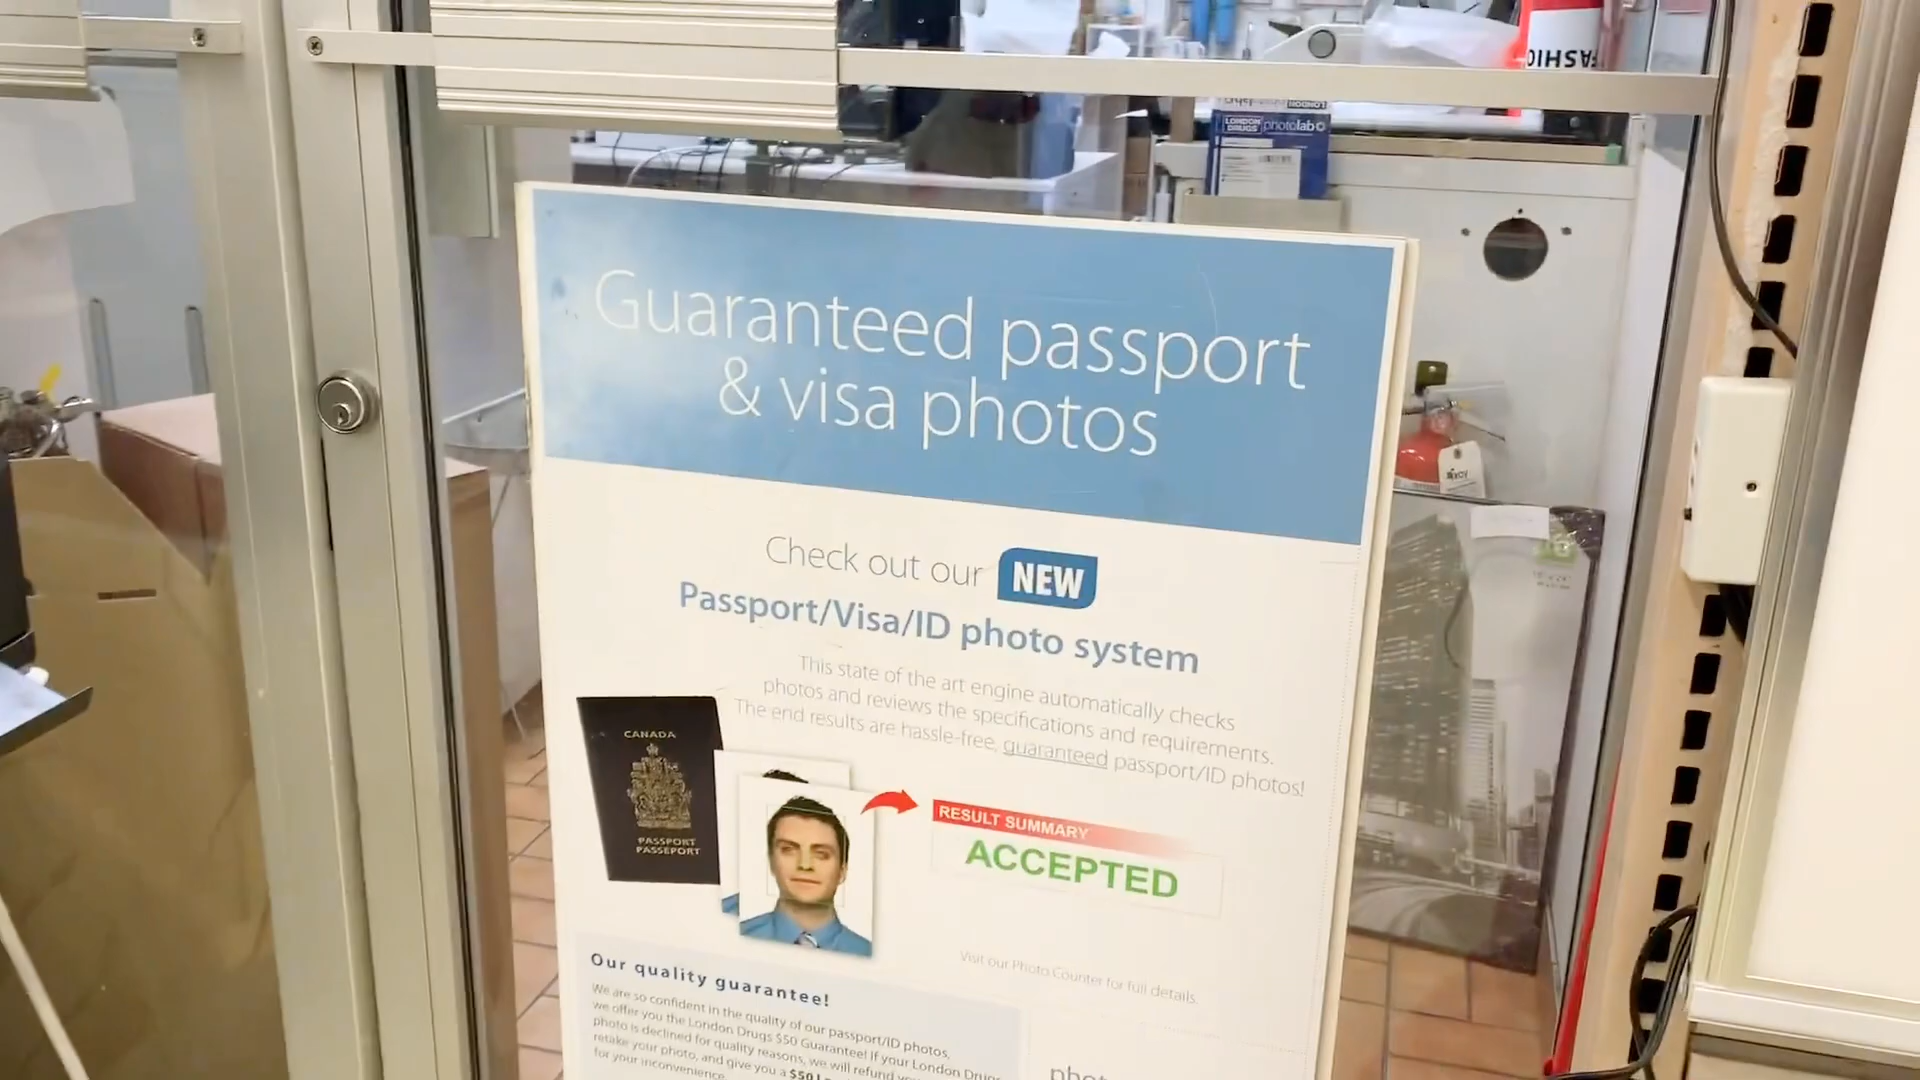 FASHION
LONDON
LONDON DRUGS photolab
Guaranteed passport
& visa photos
Check out our NEW
Passport/Visa/ID photo system
This state of the art engine automatically checks
photos and reviews the specifications and requirements.
The end results are hassle-free, guaranteed passport/ID photos!
CANADA
PASSPORT
PASSEPORT
RESULT SUMMARY
ACCEPTED
Visit our Photo Counter for full details.
Our quality guarantee!
We are so confident in the quality of our passport/ID photos,
we offer you the London Drugs $50 Guarantee! If your London Drugs
photo is declined for quality reasons, we will refund
retake your photo, and give you a $50
for your inconvenience.